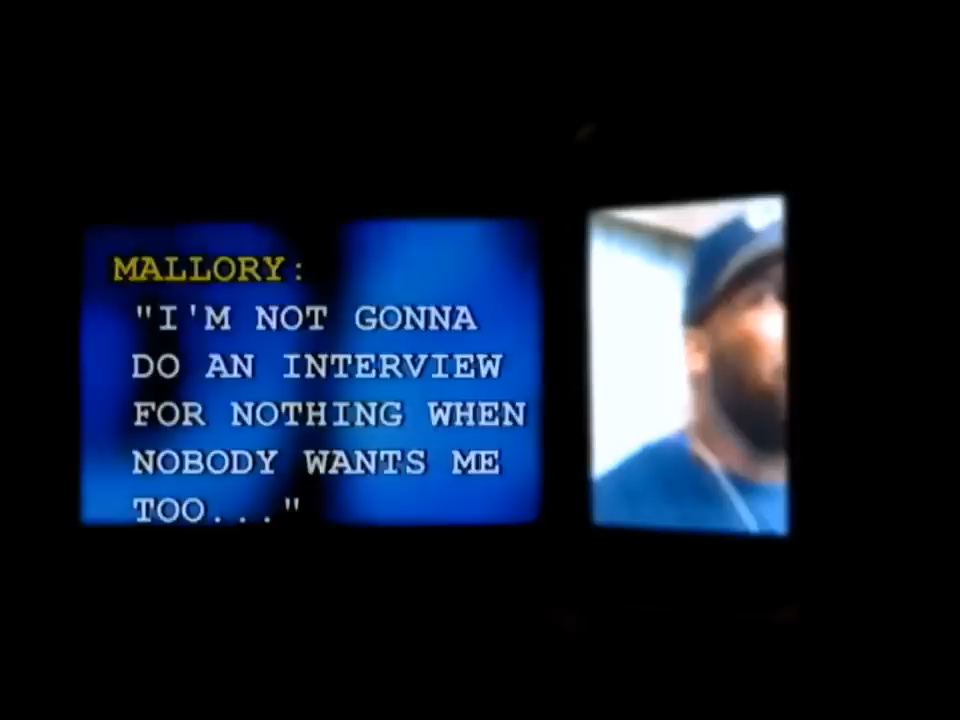 MALLORY:
"I'M NOT GONNA
DO AN INTERVIEW
FOR NOTHING WHEN
NOBODY WANTS ME
TOO..."